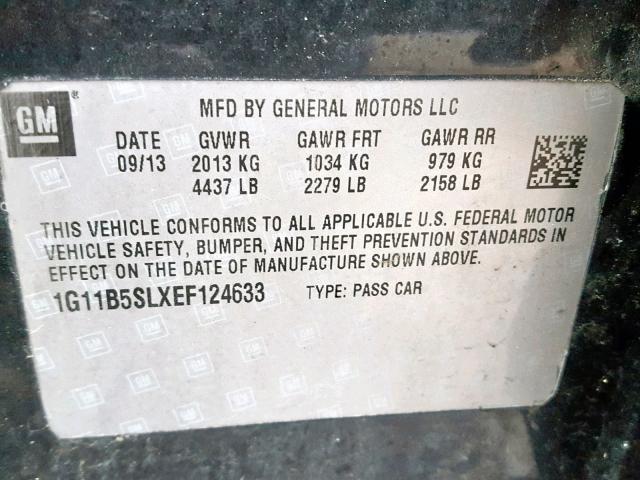 GM
MFD BY GENERAL MOTORS LLC
DATE GVWR GAWR FRT GAWR RR
09/13 2013 KG 1034 KG 979 KG
4437 LB 2279 LB 2158 LB
THIS VEHICLE CONFORMS TO ALL APPLICABLE U.S. FEDERAL MOTOR
VEHICLE SAFETY, BUMPER, AND THEFT PREVENTION STANDARDS IN
EFFECT ON THE DATE OF MANUFACTURE SHOWN ABOVE.
1G11B5SLXEF124633 TYPE: PASS CAR